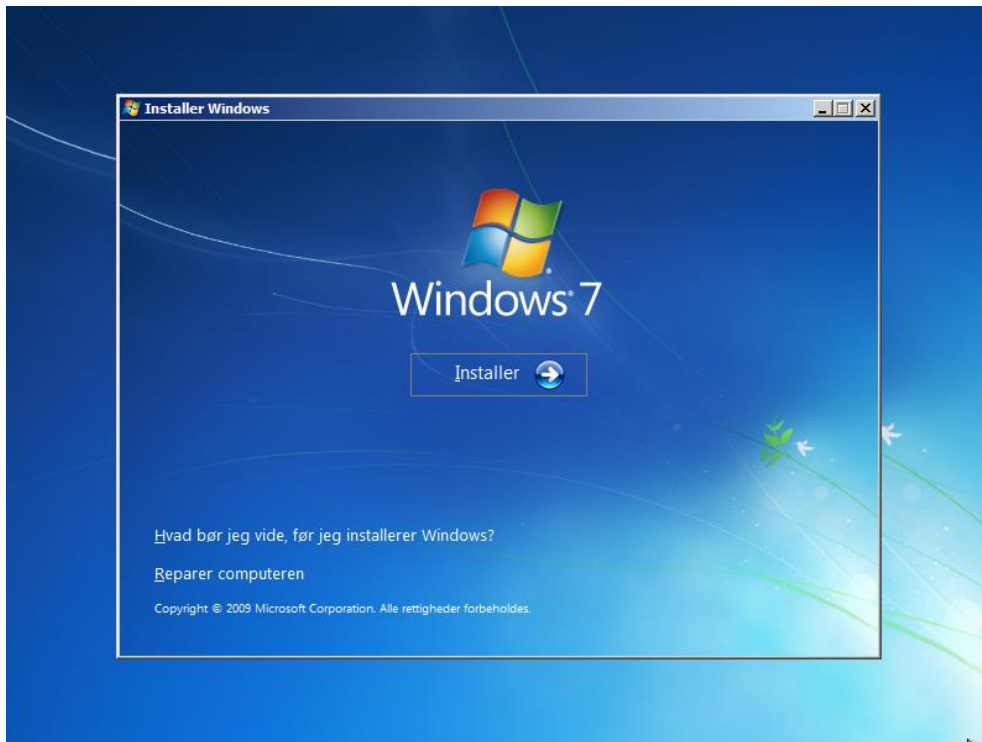 Installer Windows
Windows® 7
Installer
Hvad bør jeg vide, før jeg installerer Windows?
Reparer computeren
Copyright © 2009 Microsoft Corporation. Alle rettigheder forbeholdes.